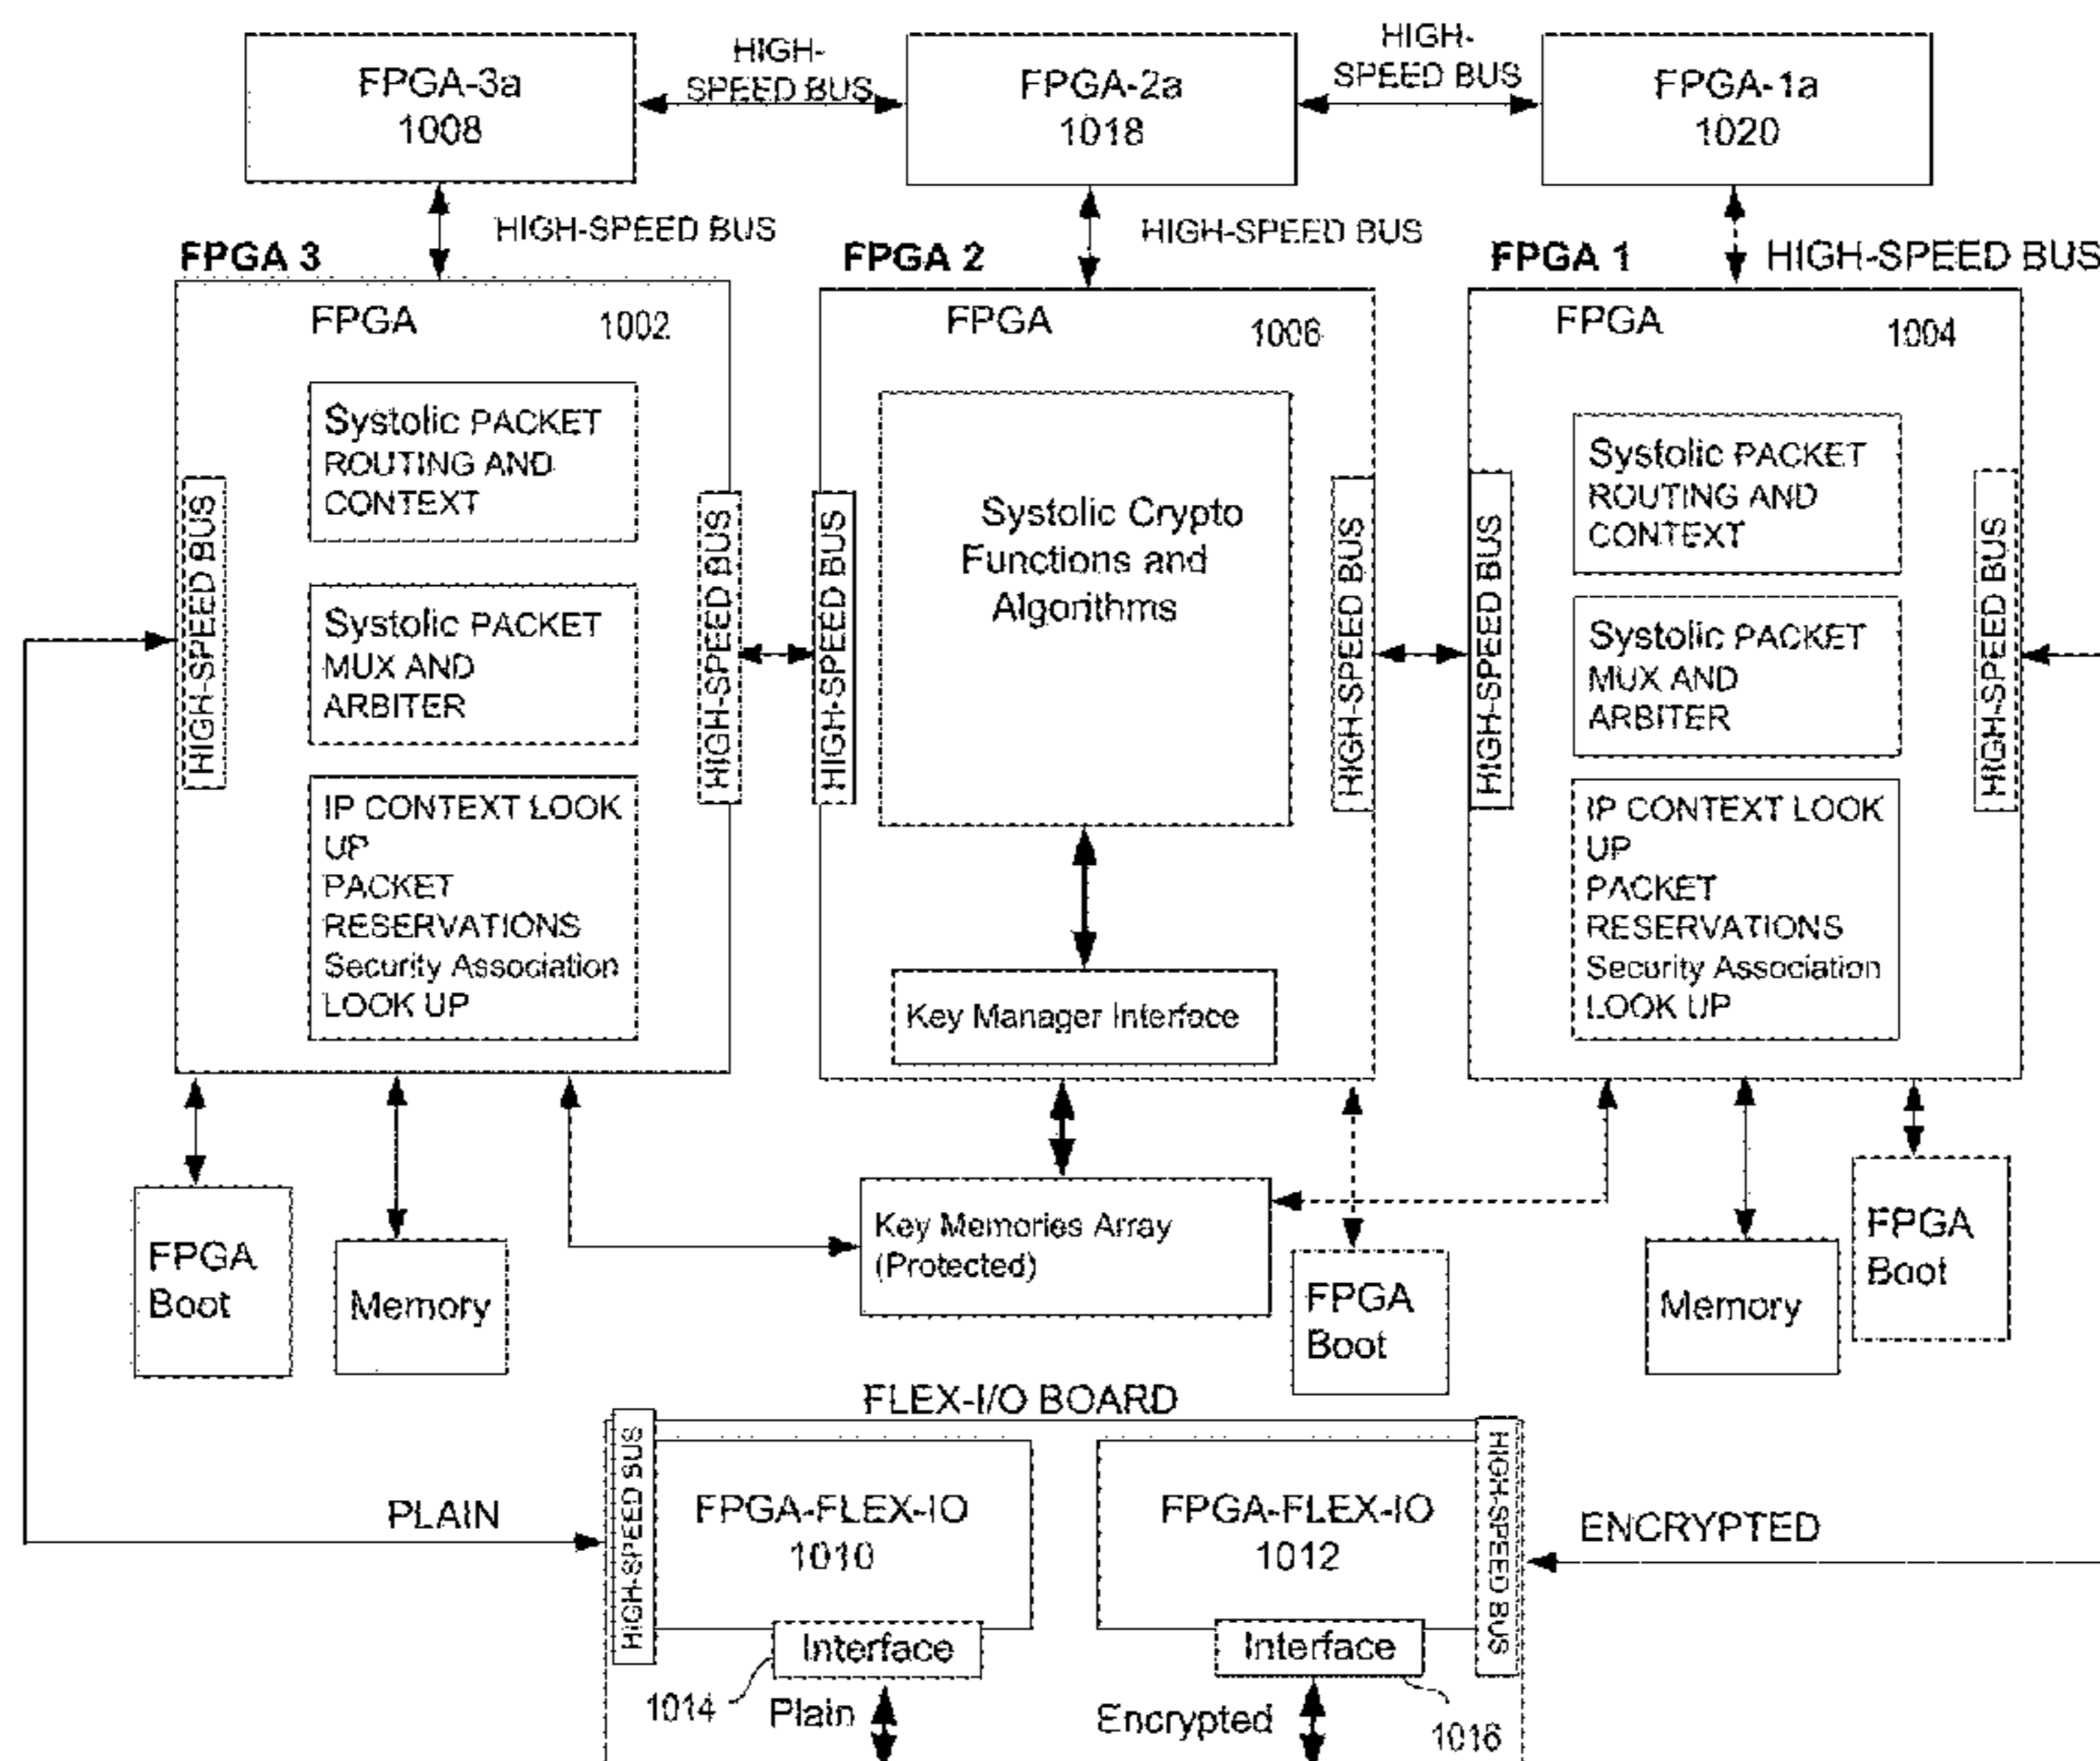 FPGA-3a
1008
HIGH-
SPEED BUS
FPGA-2a
1018
HIGH-
SPEED BUS
FPGA-1a
1020
HIGH-SPEED BUS
HIGH-SPEED BUS
HIGH-SPEED BUS
FPGA 3
FPGA 2
FPGA 1
FPGA
1002
Systolic PACKET
ROUTING AND
CONTEXT
Systolic PACKET
MUX AND
ARBITER
IP CONTEXT LOOK
UP
PACKET
RESERVATIONS
Security Association
LOOK UP
HIGH-SPEED BUS
HIGH-SPEED BUS
FPGA
1006
Systolic Crypto
Functions and
Algorithms
Key Manager Interface
HIGH-SPEED BUS
HIGH-SPEED BUS
FPGA
1004
Systolic PACKET
ROUTING AND
CONTEXT
Systolic PACKET
MUX AND
ARBITER
IP CONTEXT LOOK
UP
PACKET
RESERVATIONS
Security Association
LOOK UP
HIGH-SPEED BUS
HIGH-SPEED BUS
FPGA
Boot
Memory
Key Memories Array
(Protected)
FPGA
Boot
Memory
FPGA
Boot
FLEX-I/O BOARD
PLAIN
HIGH-SPEED BUS
FPGA-FLEX-IO
1010
FPGA-FLEX-IO
1012
HIGH-SPEED BUS
ENCRYPTED
Interface
Interface
1014
Plain
Encrypted
1016